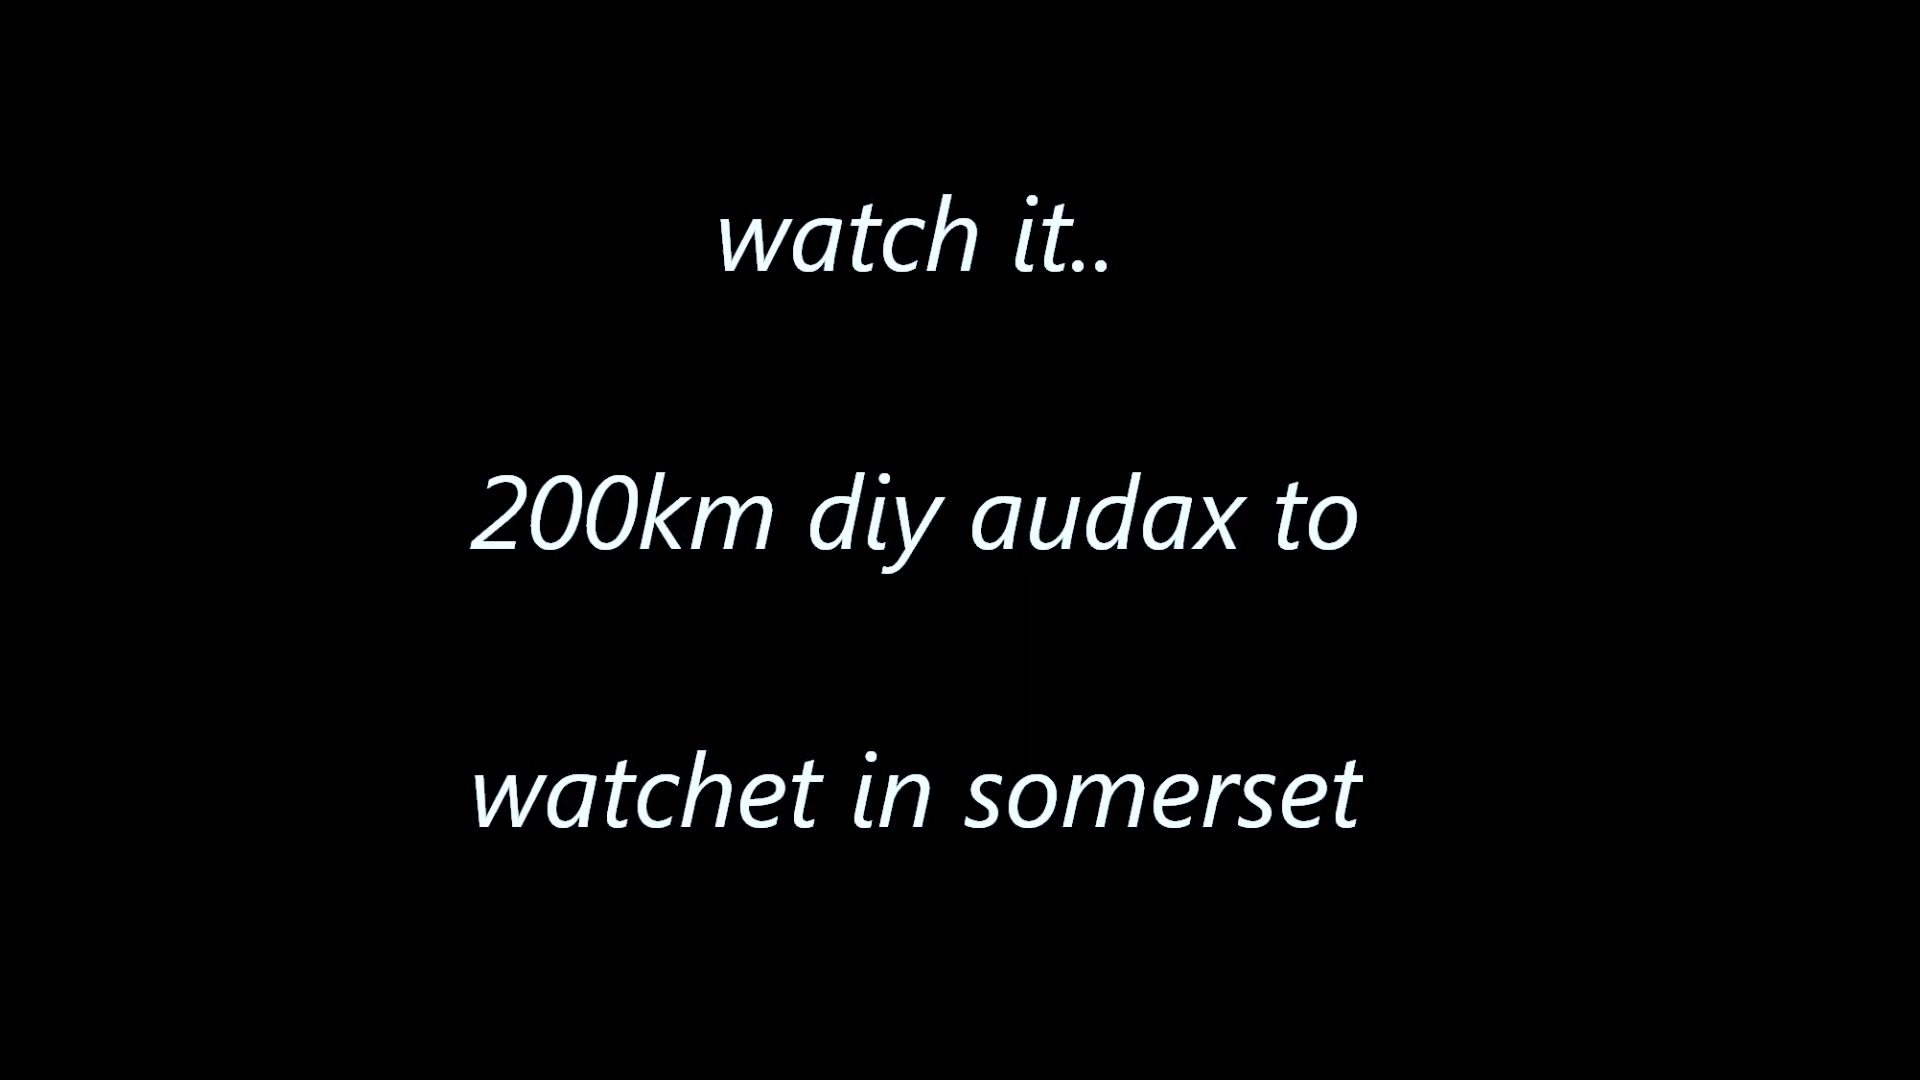 watch it..
200km diy audax to
watchet in somerset